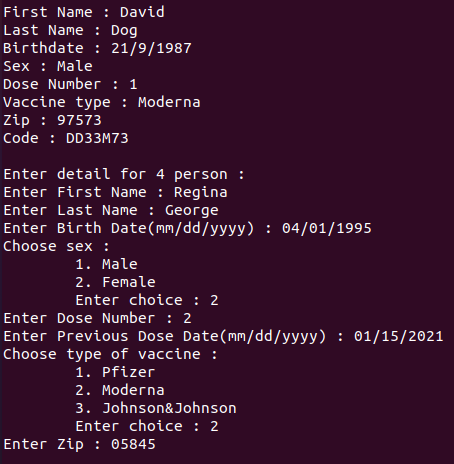 First Name : David
Last Name : Dog
Birthdate : 21/9/1987
Sex : Male
Dose Number : 1
Vaccine type : Moderna
Zip : 97573
Code : DD33M73

Enter detail for 4 person :
Enter First Name : Regina
Enter Last Name : George
Enter Birth Date(mm/dd/yyyy) : 04/01/1995
Choose sex :
        1. Male
        2. Female
        Enter choice : 2
Enter Dose Number : 2
Enter Previous Dose Date(mm/dd/yyyy) : 01/15/2021
Choose type of vaccine :
        1. Pfizer
        2. Moderna
        3. Johnson&Johnson
        Enter choice : 2
Enter Zip : 05845